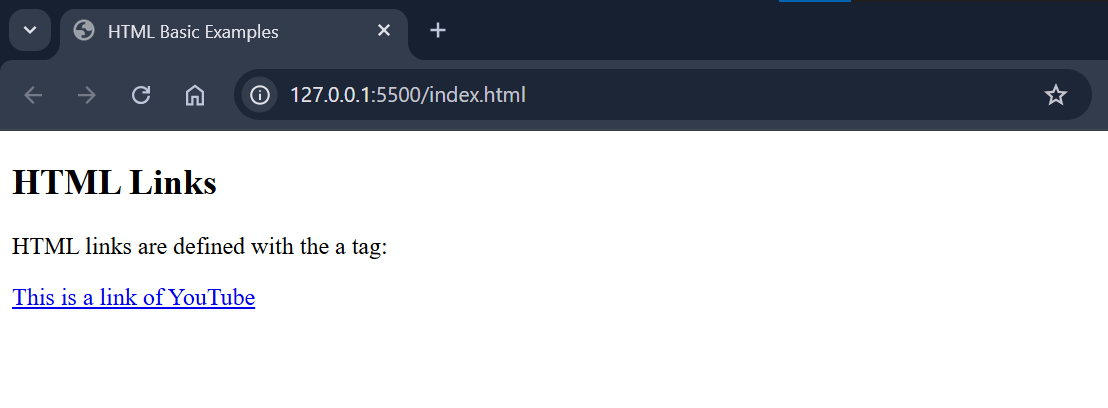 HTML Basic Examples
127.0.0.1:5500/index.html
HTML Links
HTML links are defined with the a tag:
This is a link of YouTube